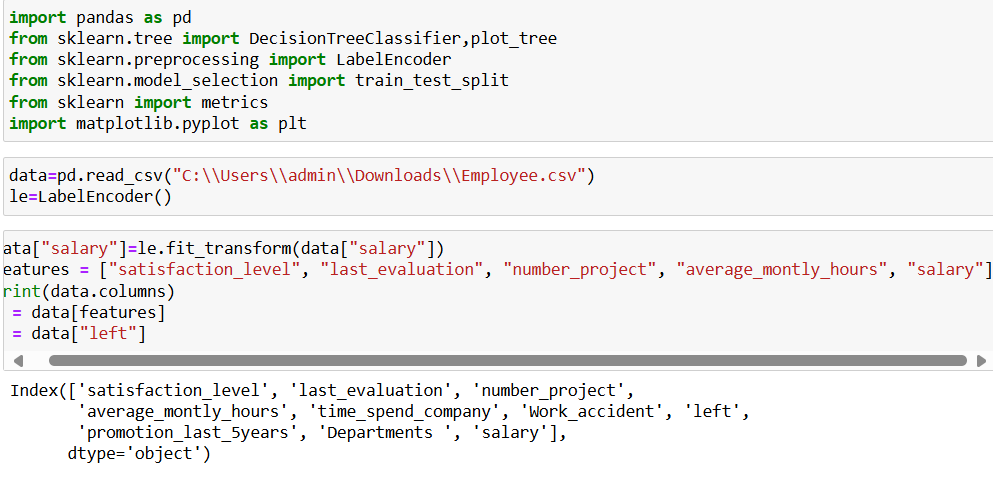 import pandas as pd
from sklearn.tree import DecisionTreeClassifier,plot_tree
from sklearn.preprocessing import LabelEncoder
from sklearn.model_selection import train_test_split
from sklearn import metrics
import matplotlib.pyplot as plt
data=pd.read_csv("C:\\Users\\admin\\Downloads\\Employee.csv")
le=LabelEncoder()
ata["salary"]=le.fit_transform(data["salary"])
eatures = ["satisfaction_level", "last_evaluation", "number_project", "average_montly_hours", "salary"]
rint(data.columns)
= data[features]
= data["left"]
Index(['satisfaction_level', 'last_evaluation', 'number_project',
'average_montly_hours', 'time_spend_company', 'Work_accident', 'left',
'promotion_last_5years', 'Departments ', 'salary'],
dtype='object')